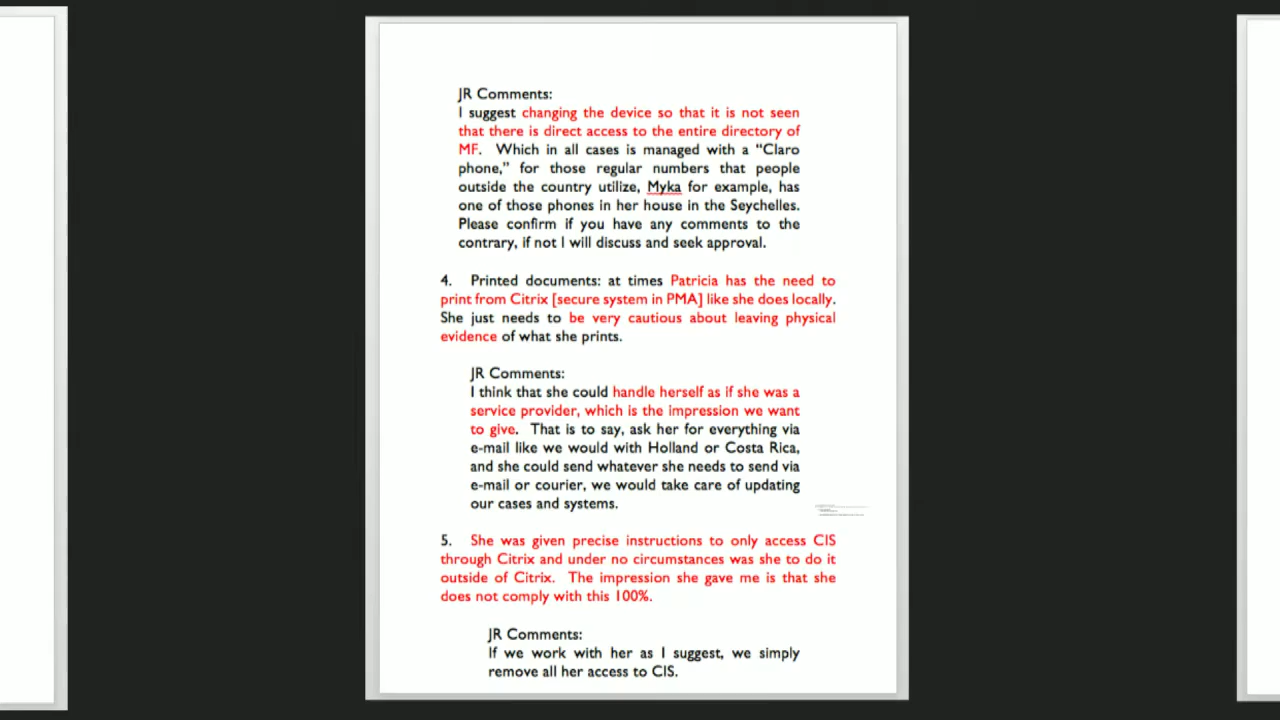 JR Comments:
I suggest changing the device so that it is not seen
that there is direct access to the entire directory of
MF. Which in all cases is managed with a “Claro
phone,” for those regular numbers that people
outside the country utilize, Myka for example, has
one of those phones in her house in the Seychelles.
Please confirm if you have any comments to the
contrary, if not I will discuss and seek approval.
4. Printed documents: at times Patricia has the need to
print from Citrix [secure system in PMA] like she does locally.
She just needs to be very cautious about leaving physical
evidence of what she prints.
JR Comments:
I think that she could handle herself as if she was a
service provider, which is the impression we want
to give. That is to say, ask her for everything via
e-mail like we would with Holland or Costa Rica,
and she could send whatever she needs to send via
e-mail or courier, we would take care of updating
our cases and systems.
5. She was given precise instructions to only access CIS
through Citrix and under no circumstances was she to do it
outside of Citrix. The impression she gave me is that she
does not comply with this 100%.
JR Comments:
If we work with her as I suggest, we simply
remove all her access to CIS.